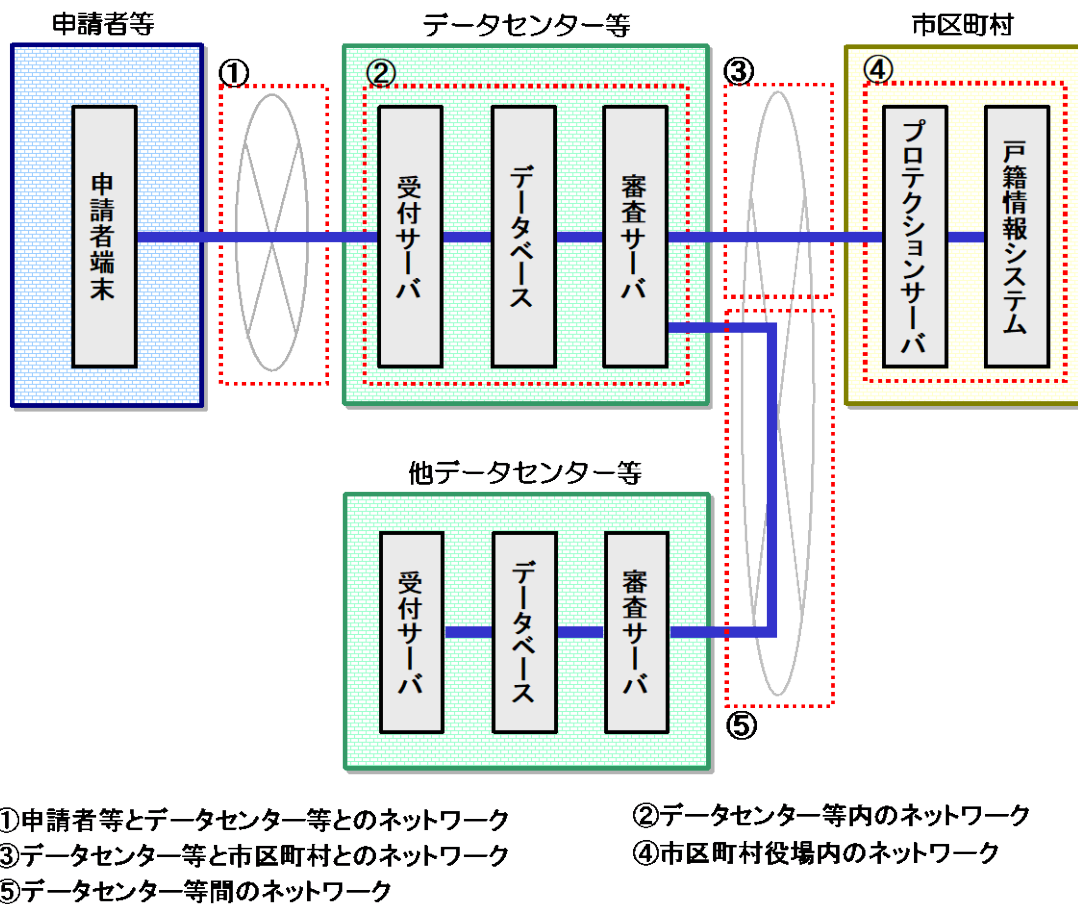 申請者等
データセンター等
市区町村
①
②
③
④
申請者端末
受付サーバ
データベース
審査サーバ
プロテクションサーバ
戸籍情報システム
他データセンター等
受付サーバ
データベース
審査サーバ
⑤
①申請者等とデータセンター等とのネットワーク
②データセンター等内のネットワーク
③データセンター等と市区町村とのネットワーク
④市区町村役場内のネットワーク
⑤データセンター等間のネットワーク